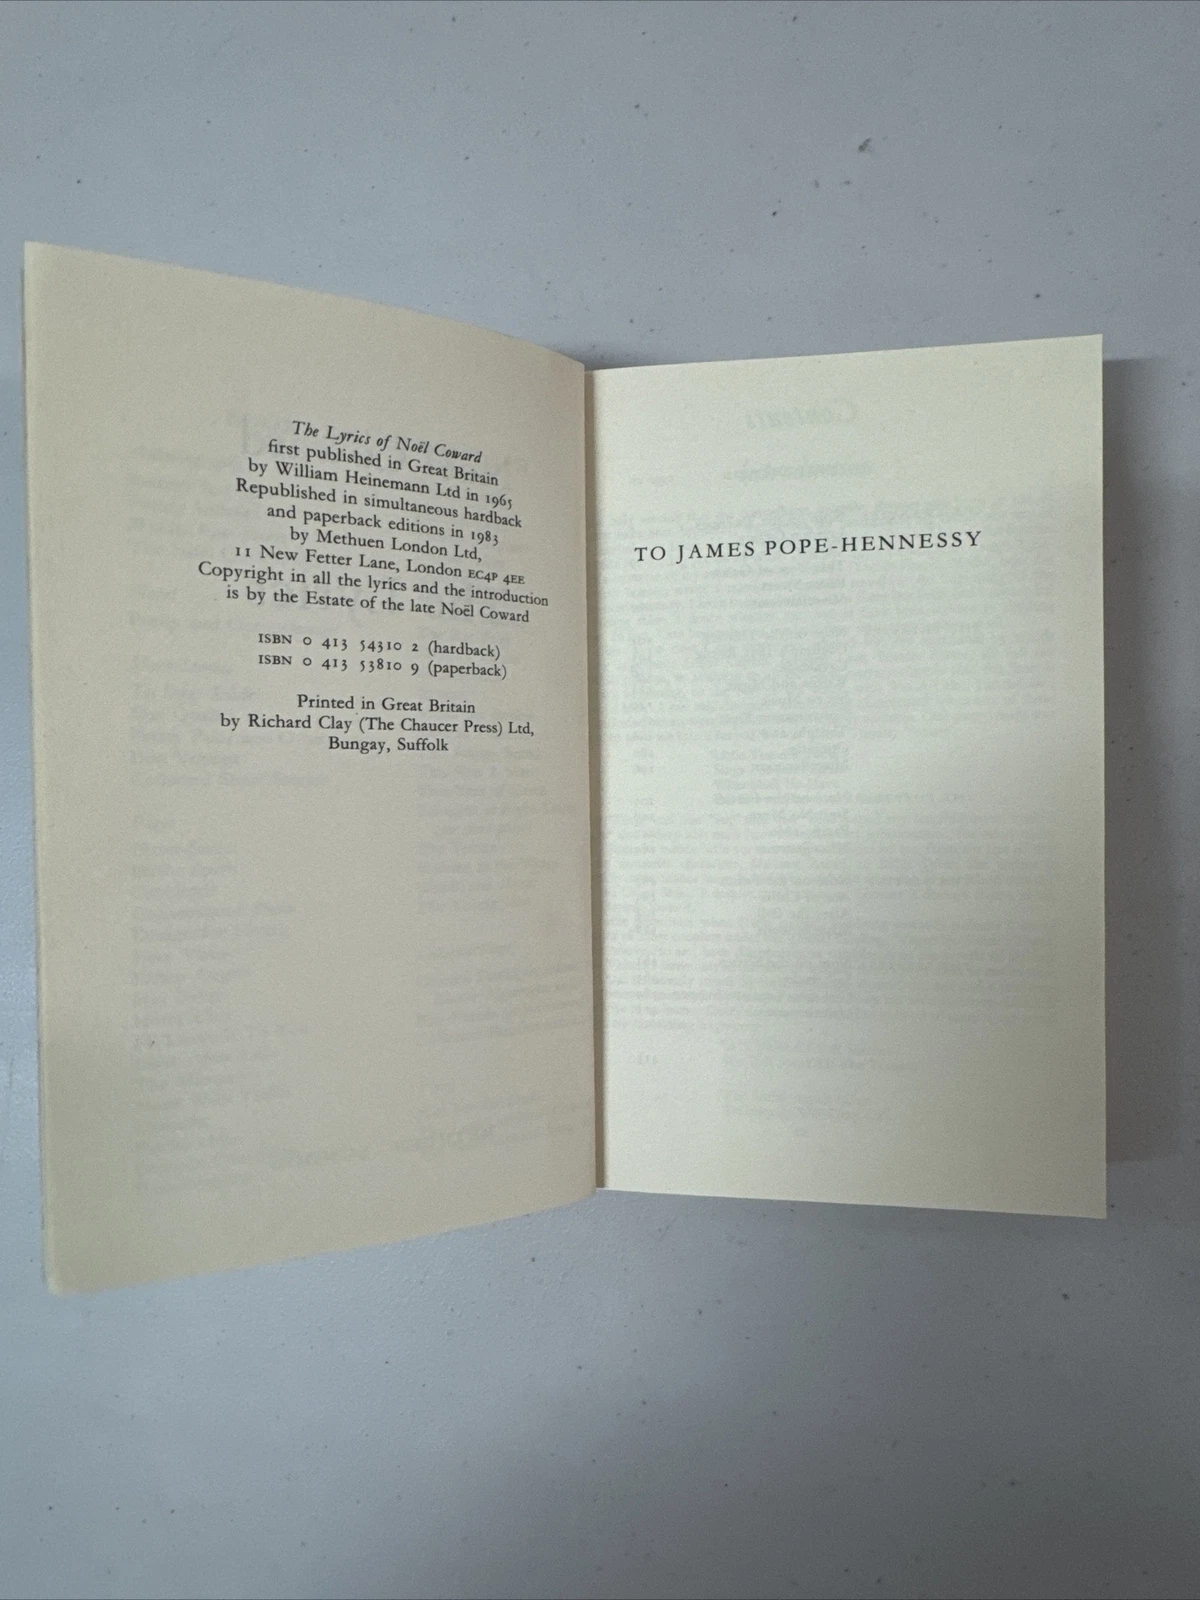 The Lyrics of Noël Coward
first published in Great Britain
by William Heinemann Ltd in 1965
Republished in simultaneous hardback
and paperback editions in 1983
by Methuen London Ltd,
11 New Fetter Lane, London EC4P 4EE
Copyright in all the lyrics and the introduction
is by the Estate of the late Noël Coward
ISBN 0 413 54310 2 (hardback)
ISBN 0 413 53810 9 (paperback)
Printed in Great Britain
by Richard Clay (The Chaucer Press) Ltd,
Bungay, Suffolk
TO JAMES POPE-HENNESSY